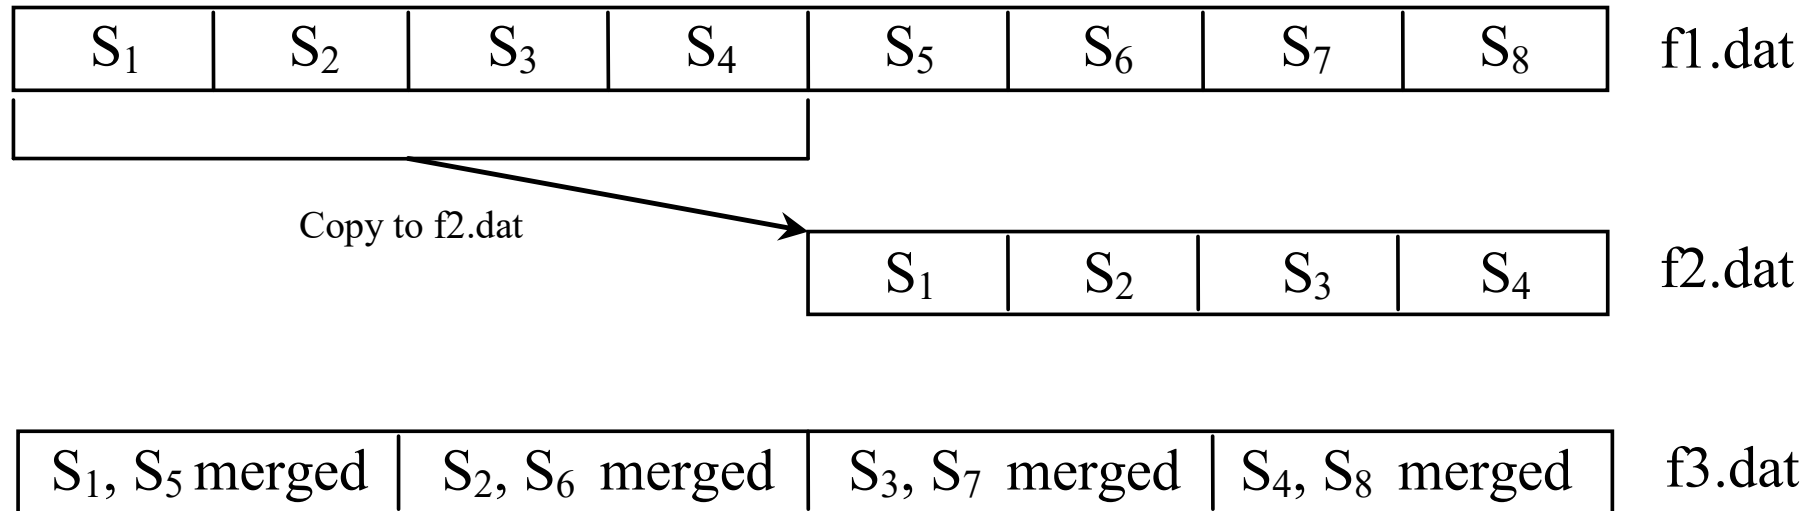 S₁ S₂ S₃ S₄ S₅ S₆ S₇ S₈ f1.dat
Copy to f2.dat
S₁ S₂ S₃ S₄ f2.dat
S₁, S₅ merged S₂, S₆ merged S₃, S₇ merged S₄, S₈ merged f3.dat